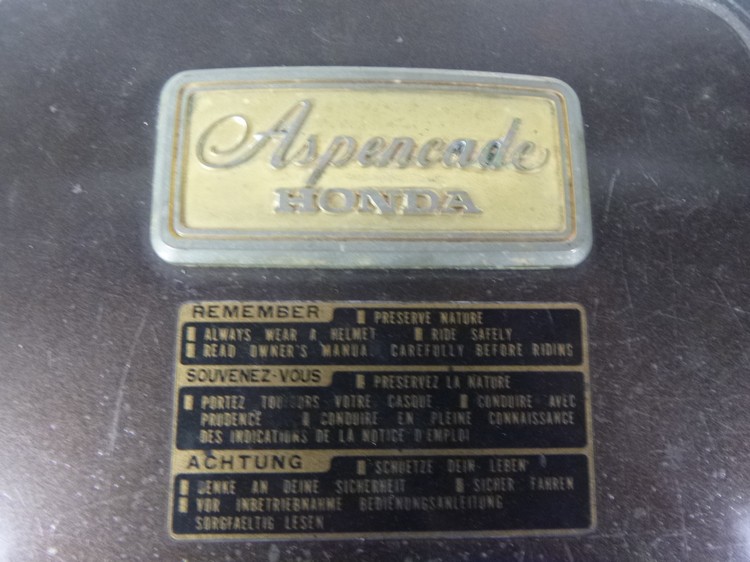 Aspencade
HONDA
REMEMBER ▮ PRESERVE NATURE
▮ ALWAYS WEAR A HELMET ▮ RIDE SAFELY
▮ READ OWNER'S MANUAL CAREFULLY BEFORE RIDING
SOUVENEZ-VOUS ▮ PRESERVEZ LA NATURE
▮ PORTEZ TOUJOURS VOTRE CASQUE ▮ CONDUIRE AVEC
PRUDENCE ▮ CONDUIRE EN PLEINE CONNAISSANCE
DES INDICATIONS DE LA NOTICE D'EMPLOI
ACHTUNG ▮ SCHUETZE DEIN LEBEN
▮ DENKE AN DEINE SICHERHEIT ▮ SICHER FAHREN
▮ VOR INBETRIEBNAHME BEDIENUNGSANLEITUNG
SORGFAELTIG LESEN